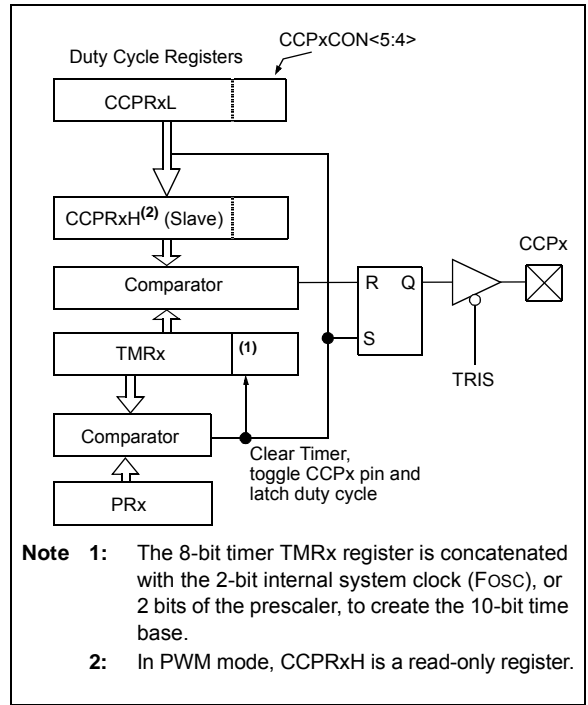 CCPxCON<5:4>
Duty Cycle Registers
CCPRxL
CCPRxH(2) (Slave)
CCPx
Comparator
R Q
S
TMRx (1)
TRIS
Comparator
Clear Timer,
toggle CCPx pin and
latch duty cycle
PRx
Note 1: The 8-bit timer TMRx register is concatenated
with the 2-bit internal system clock (FOSC), or
2 bits of the prescaler, to create the 10-bit time
base.
2: In PWM mode, CCPRxH is a read-only register.